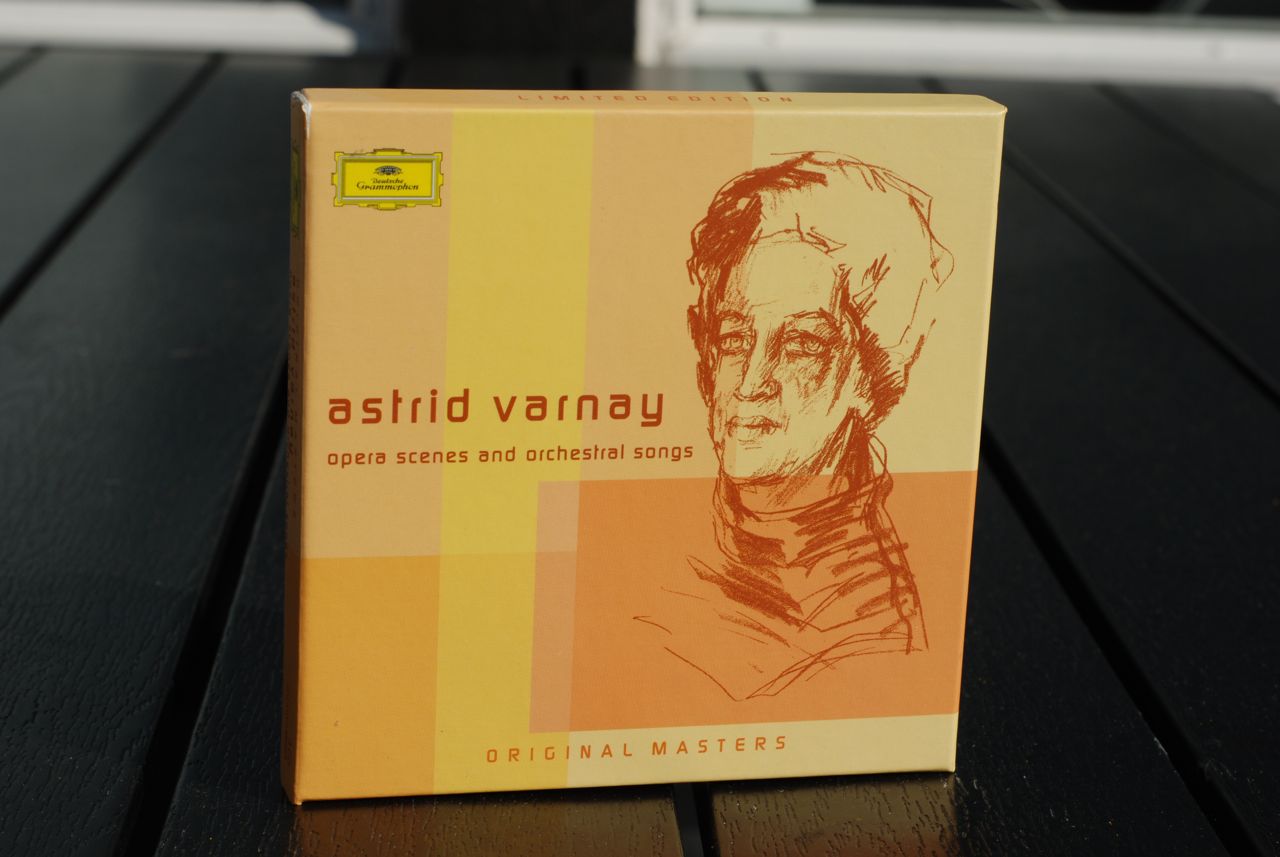 LIMITED EDITION
Deutsche
Grammophon
astrid varnay
opera scenes and orchestral songs
ORIGINAL MASTERS